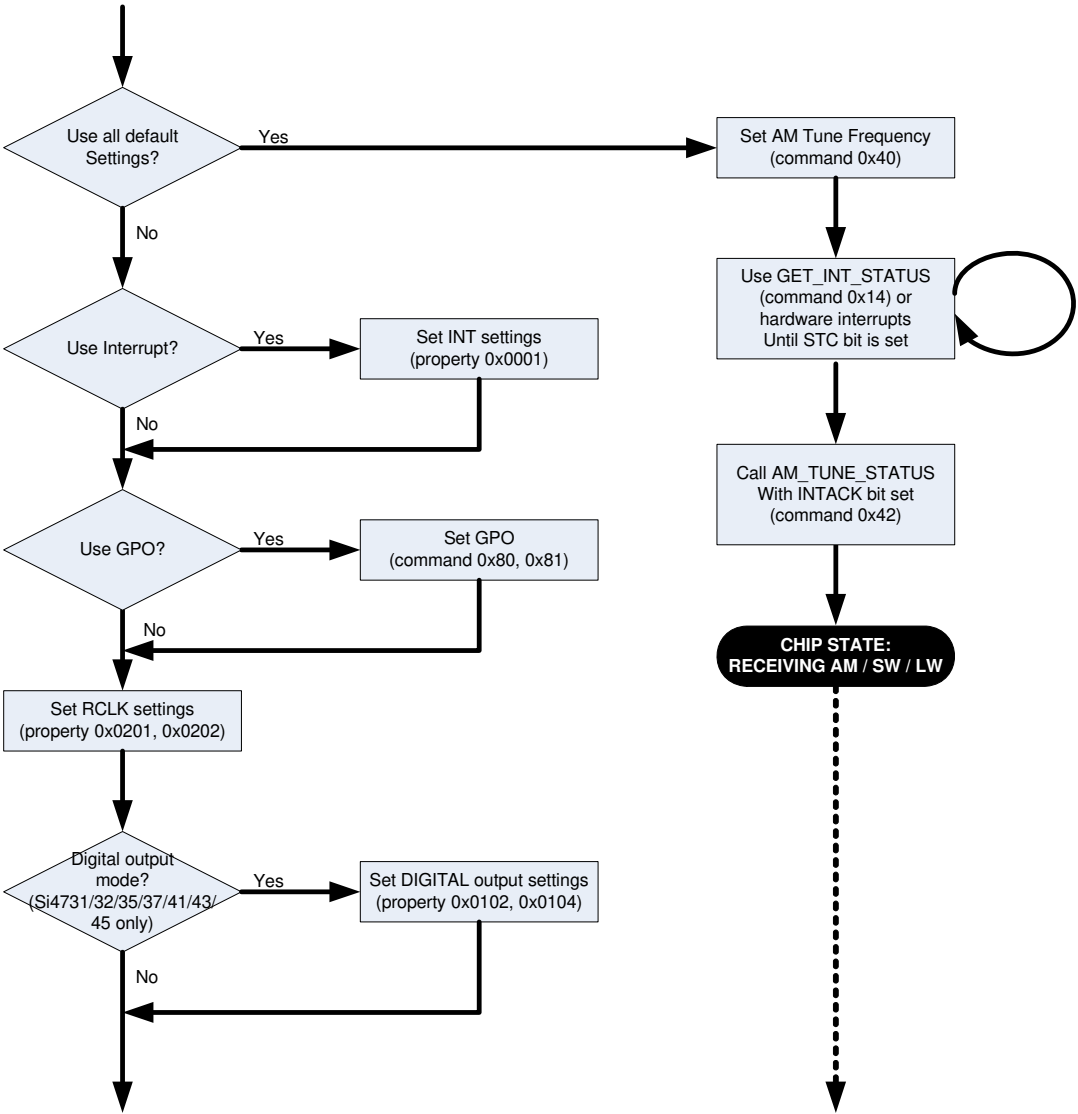 Use all default
Settings?
Yes
No
Set AM Tune Frequency
(command 0x40)
Use GET_INT_STATUS
(command 0x14) or
hardware interrupts
Until STC bit is set
Use Interrupt?
Yes
No
Set INT settings
(property 0x0001)
Call AM_TUNE_STATUS
With INTACK bit set
(command 0x42)
Use GPO?
Yes
No
Set GPO
(command 0x80, 0x81)
CHIP STATE:
RECEIVING AM / SW / LW
Set RCLK settings
(property 0x0201, 0x0202)
Digital output
mode?
(Si4731/32/35/37/41/43/
45 only)
Yes
No
Set DIGITAL output settings
(property 0x0102, 0x0104)